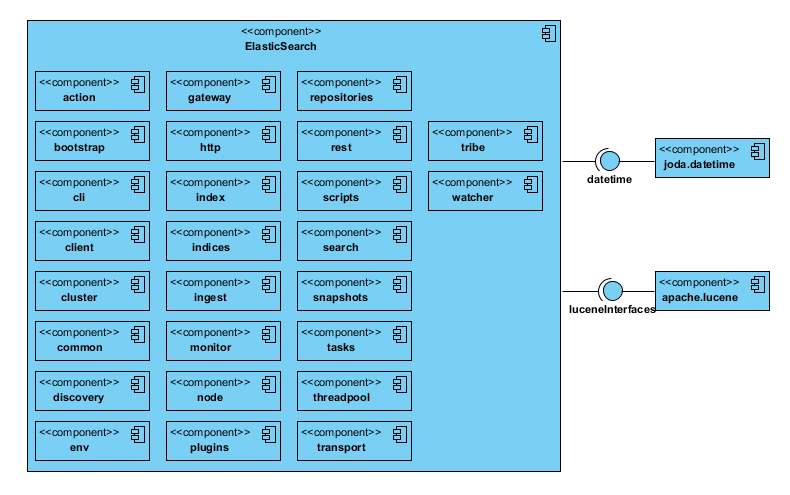 <<component>>
ElasticSearch
<<component>>
action
<<component>>
gateway
<<component>>
repositories
<<component>>
bootstrap
<<component>>
http
<<component>>
rest
<<component>>
tribe
<<component>>
cli
<<component>>
index
<<component>>
scripts
<<component>>
watcher
<<component>>
client
<<component>>
indices
<<component>>
search
<<component>>
cluster
<<component>>
ingest
<<component>>
snapshots
<<component>>
common
<<component>>
monitor
<<component>>
tasks
<<component>>
discovery
<<component>>
node
<<component>>
threadpool
<<component>>
env
<<component>>
plugins
<<component>>
transport
datetime
<<component>>
joda.datetime
luceneInterfaces
<<component>>
apache.lucene